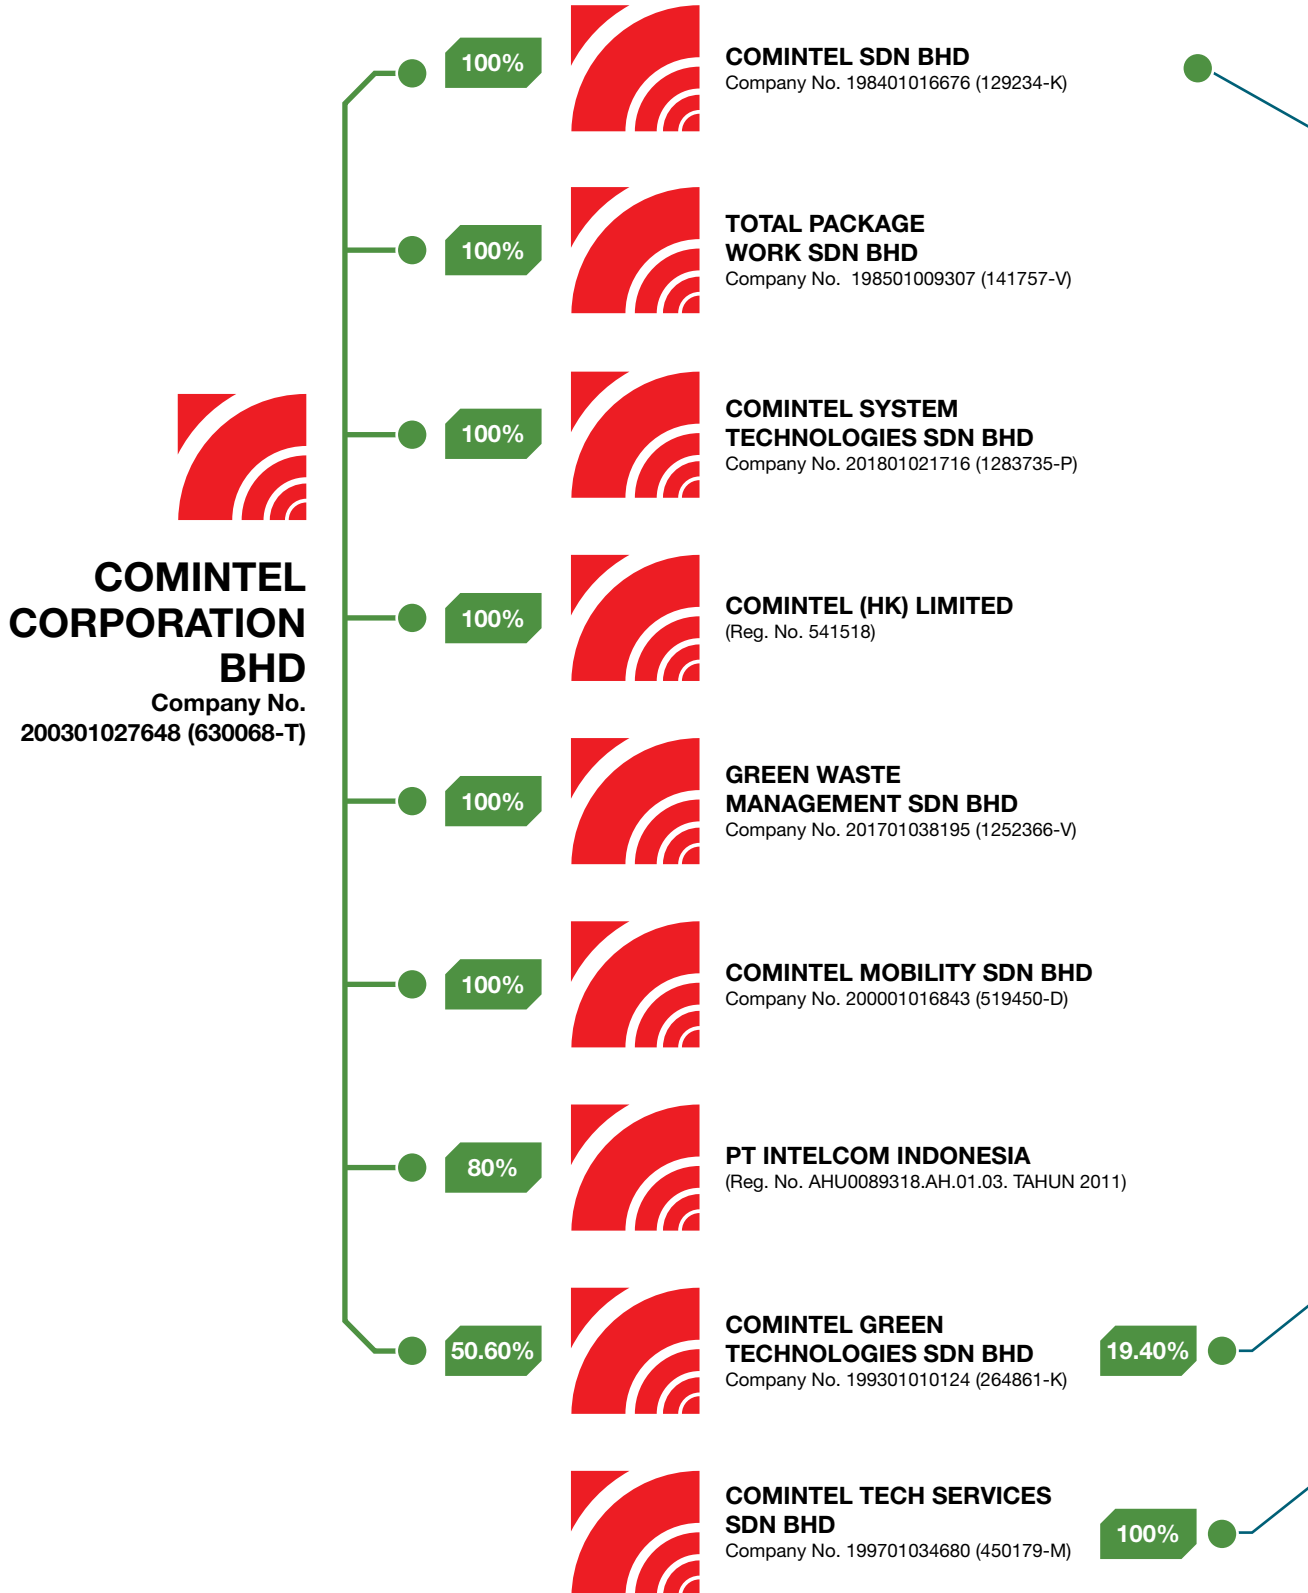 COMINTEL
CORPORATION
BHD
Company No.
200301027648 (630068-T)
100%
COMINTEL SDN BHD
Company No. 198401016676 (129234-K)
100%
TOTAL PACKAGE
WORK SDN BHD
Company No.  198501009307 (141757-V)
100%
COMINTEL SYSTEM
TECHNOLOGIES SDN BHD
Company No. 201801021716 (1283735-P)
100%
COMINTEL (HK) LIMITED
(Reg. No. 541518)
100%
GREEN WASTE
MANAGEMENT SDN BHD
Company No. 201701038195 (1252366-V)
100%
COMINTEL MOBILITY SDN BHD
Company No. 200001016843 (519450-D)
80%
PT INTELCOM INDONESIA
(Reg. No. AHU0089318.AH.01.03. TAHUN 2011)
50.60%
COMINTEL GREEN
TECHNOLOGIES SDN BHD
Company No. 199301010124 (264861-K)
19.40%
COMINTEL TECH SERVICES
SDN BHD
Company No. 199701034680 (450179-M)
100%